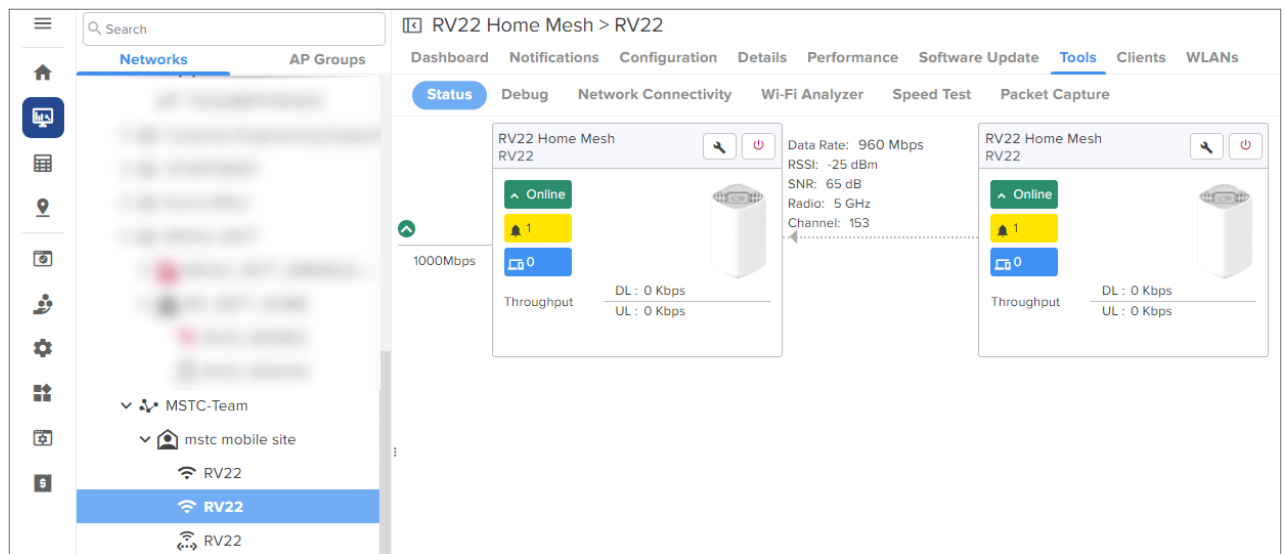 Search
Networks AP Groups
MSTC-Team
mstc mobile site
RV22
RV22
RV22
RV22 Home Mesh > RV22
Dashboard Notifications Configuration Details Performance Software Update Tools Clients WLANs
Status Debug Network Connectivity Wi-Fi Analyzer Speed Test Packet Capture
1000Mbps
RV22 Home Mesh
RV22
Online
1
0
Throughput
DL : 0 Kbps
UL : 0 Kbps
Data Rate: 960 Mbps
RSSI: -25 dBm
SNR: 65 dB
Radio: 5 GHz
Channel: 153
RV22 Home Mesh
RV22
Online
1
0
Throughput
DL : 0 Kbps
UL : 0 Kbps